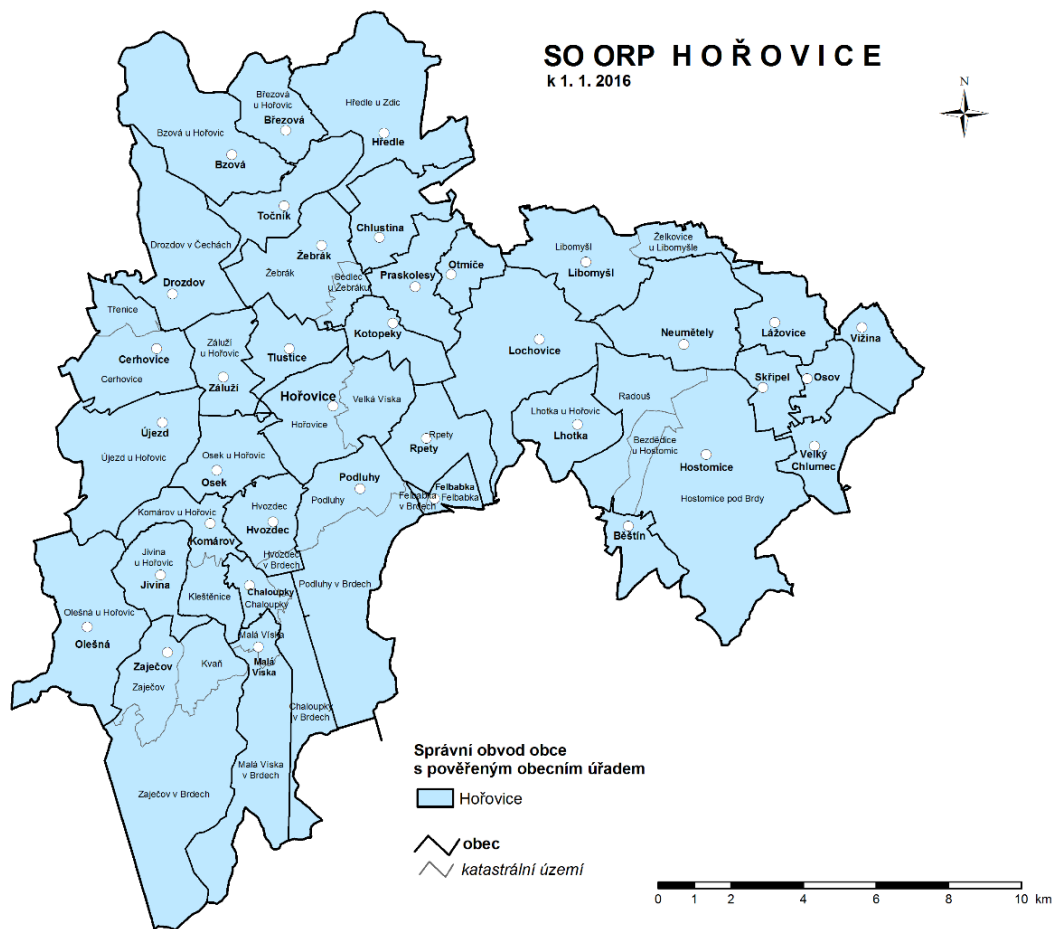 SO ORP HOŘOVICE
k 1. 1. 2016
N
Březová
u Hořovic
Březová
Hředle u Zdic
Hředle
Bzová u Hořovic
Bzová
Točník
Chlustina
Drozdov v Čechách
Drozdov
Žebrák
Žebrák
Sedlec
u Žebráku
Praskolesy
Otmíče
Libomyšl
Libomyšl
Želkovice
u Libomyšle
Třenice
Cerhovice
Cerhovice
Záluží
u Hořovic
Záluží
Tlustice
Kotopeky
Lochovice
Neumětely
Lážovice
Vižina
Hořovice
Hořovice
Velká Víska
Skřipel
Osov
Újezd
Újezd u Hořovic
Osek u Hořovic
Osek
Rpety
Rpety
Lhotka u Hořovic
Lhotka
Radouš
Bezdědice
u Hostomic
Hostomice
Hostomice pod Brdy
Velký
Chlumec
Podluhy
Podluhy
Felbabka
Felbabka
Felbabka
v Brdech
Komárov u Hořovic
Komárov
Hvozdec
Hvozdec
Hvozdec
v Brdech
Běštín
Jivina
u Hořovic
Jivina
Kleštěnice
Chaloupky
Chaloupky
Podluhy v Brdech
Olešná u Hořovic
Olešná
Zaječov
Zaječov
Kvaň
Malá Víska
Malá
Víska
Chaloupky
v Brdech
Malá Víska
v Brdech
Zaječov v Brdech
Správní obvod obce
s pověřeným obecním úřadem
Hořovice
obec
katastrální území
0 1 2 4 6 8 10 km